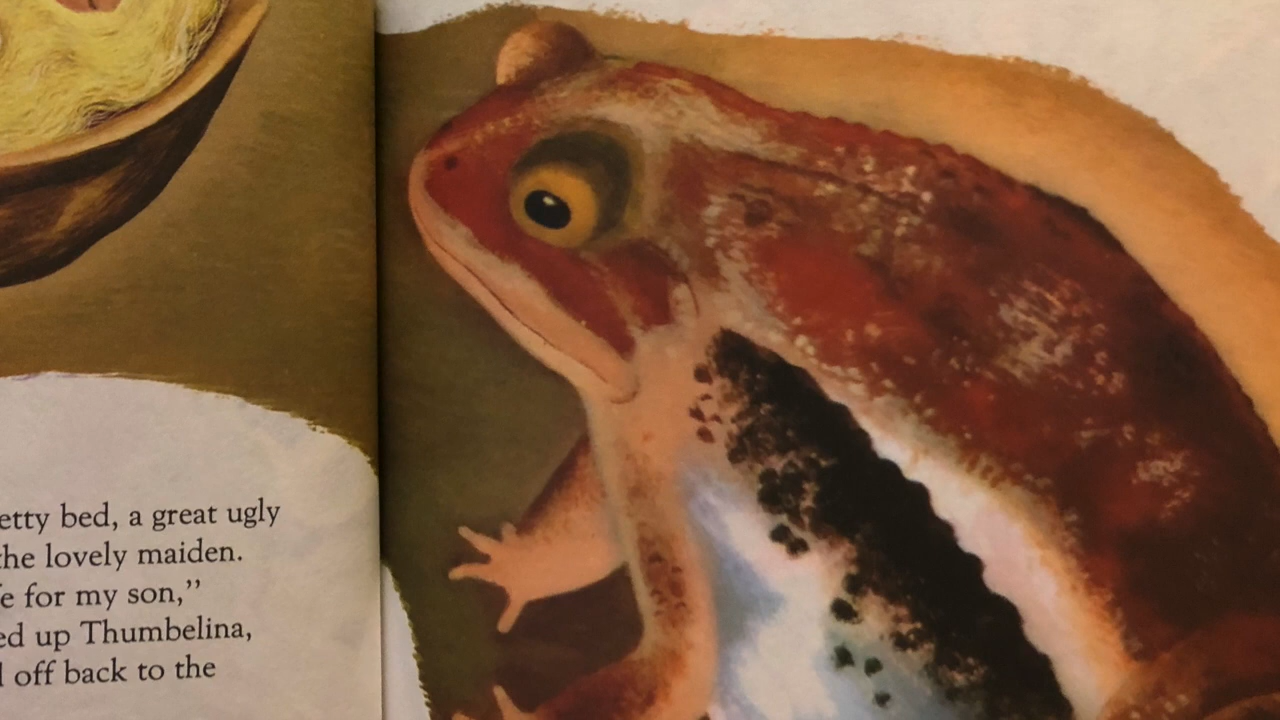 etty bed, a great ugly
the lovely maiden.
e for my son,”
ed up Thumbelina,
off back to the